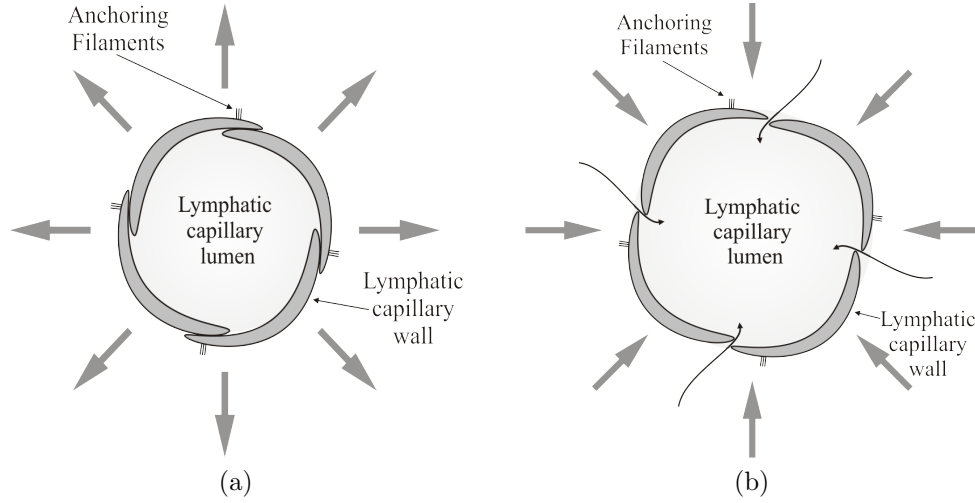 Anchoring
Filaments
Lymphatic
capillary
lumen
Lymphatic
capillary
wall
(a)
Anchoring
Filaments
Lymphatic
capillary
lumen
Lymphatic
capillary
wall
(b)